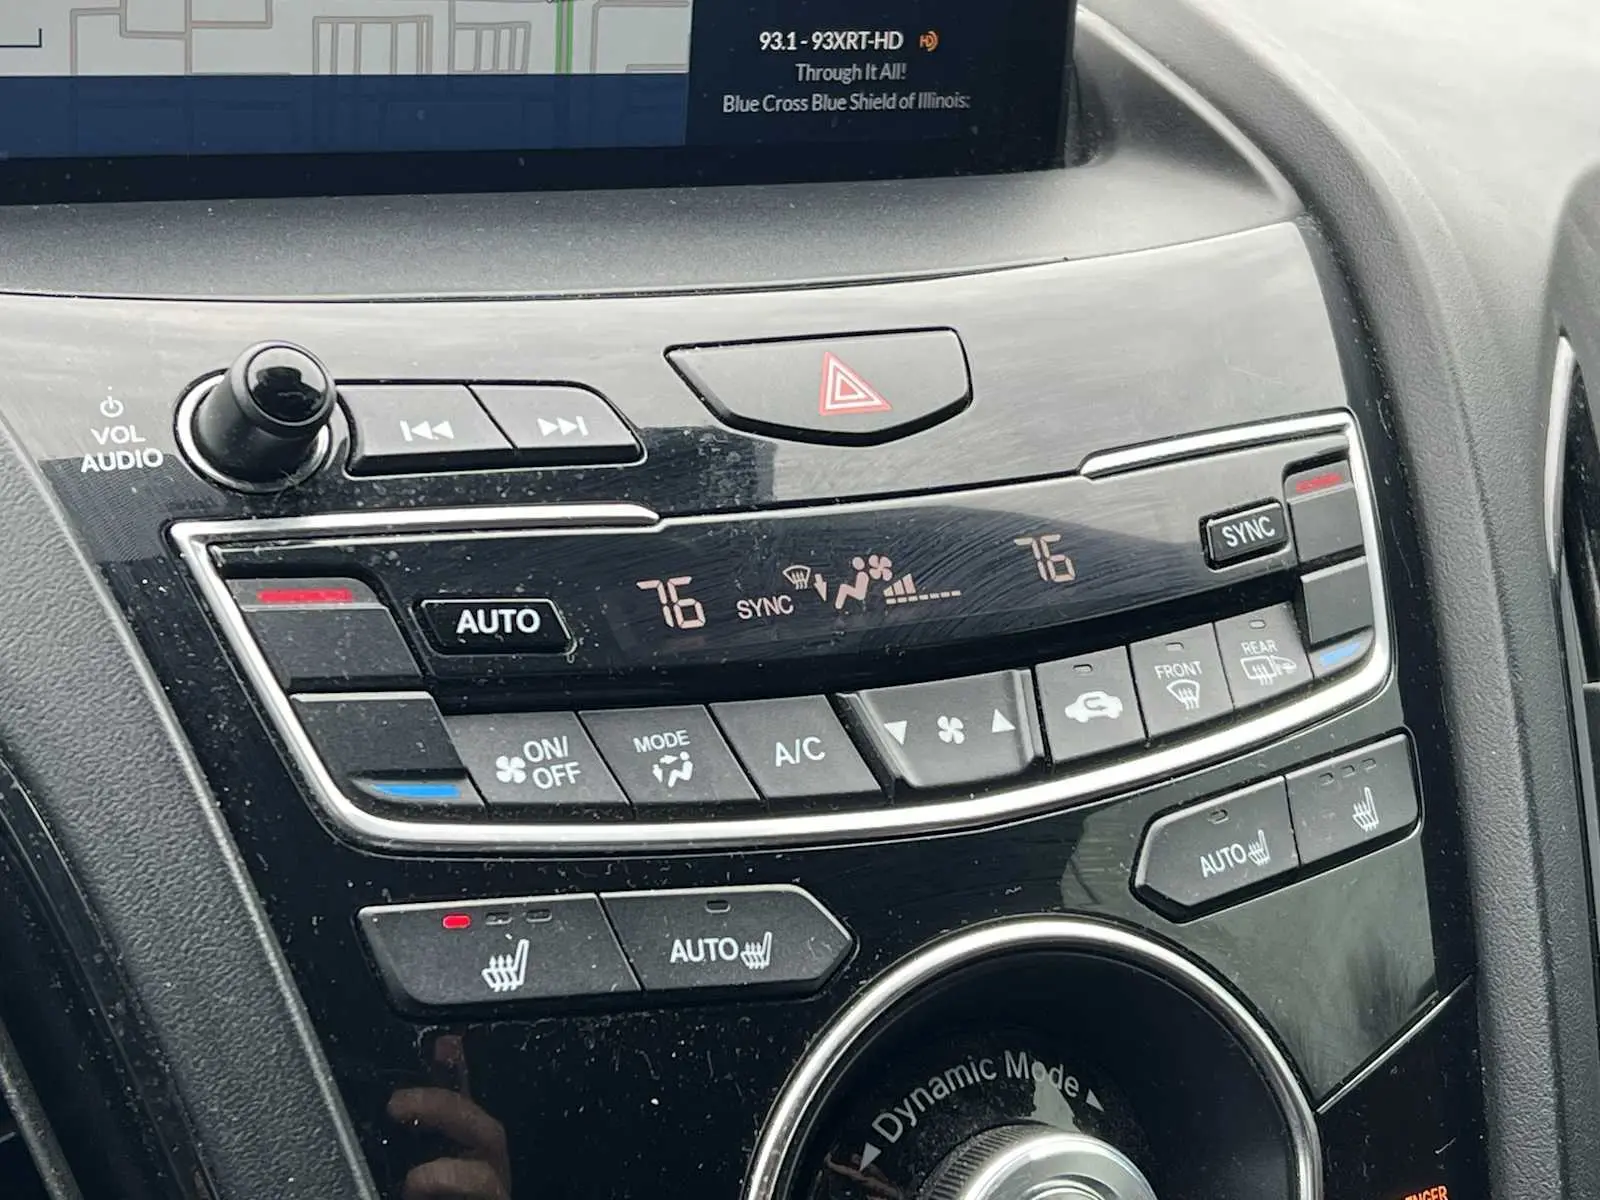 93.1 - 93XRT-HD HD
Through It All!
Blue Cross Blue Shield of Illinois:
VOL
AUDIO
AUTO
76
SYNC
76
SYNC
ON/
OFF
MODE
A/C
FRONT
REAR
AUTO
AUTO
Dynamic Mode